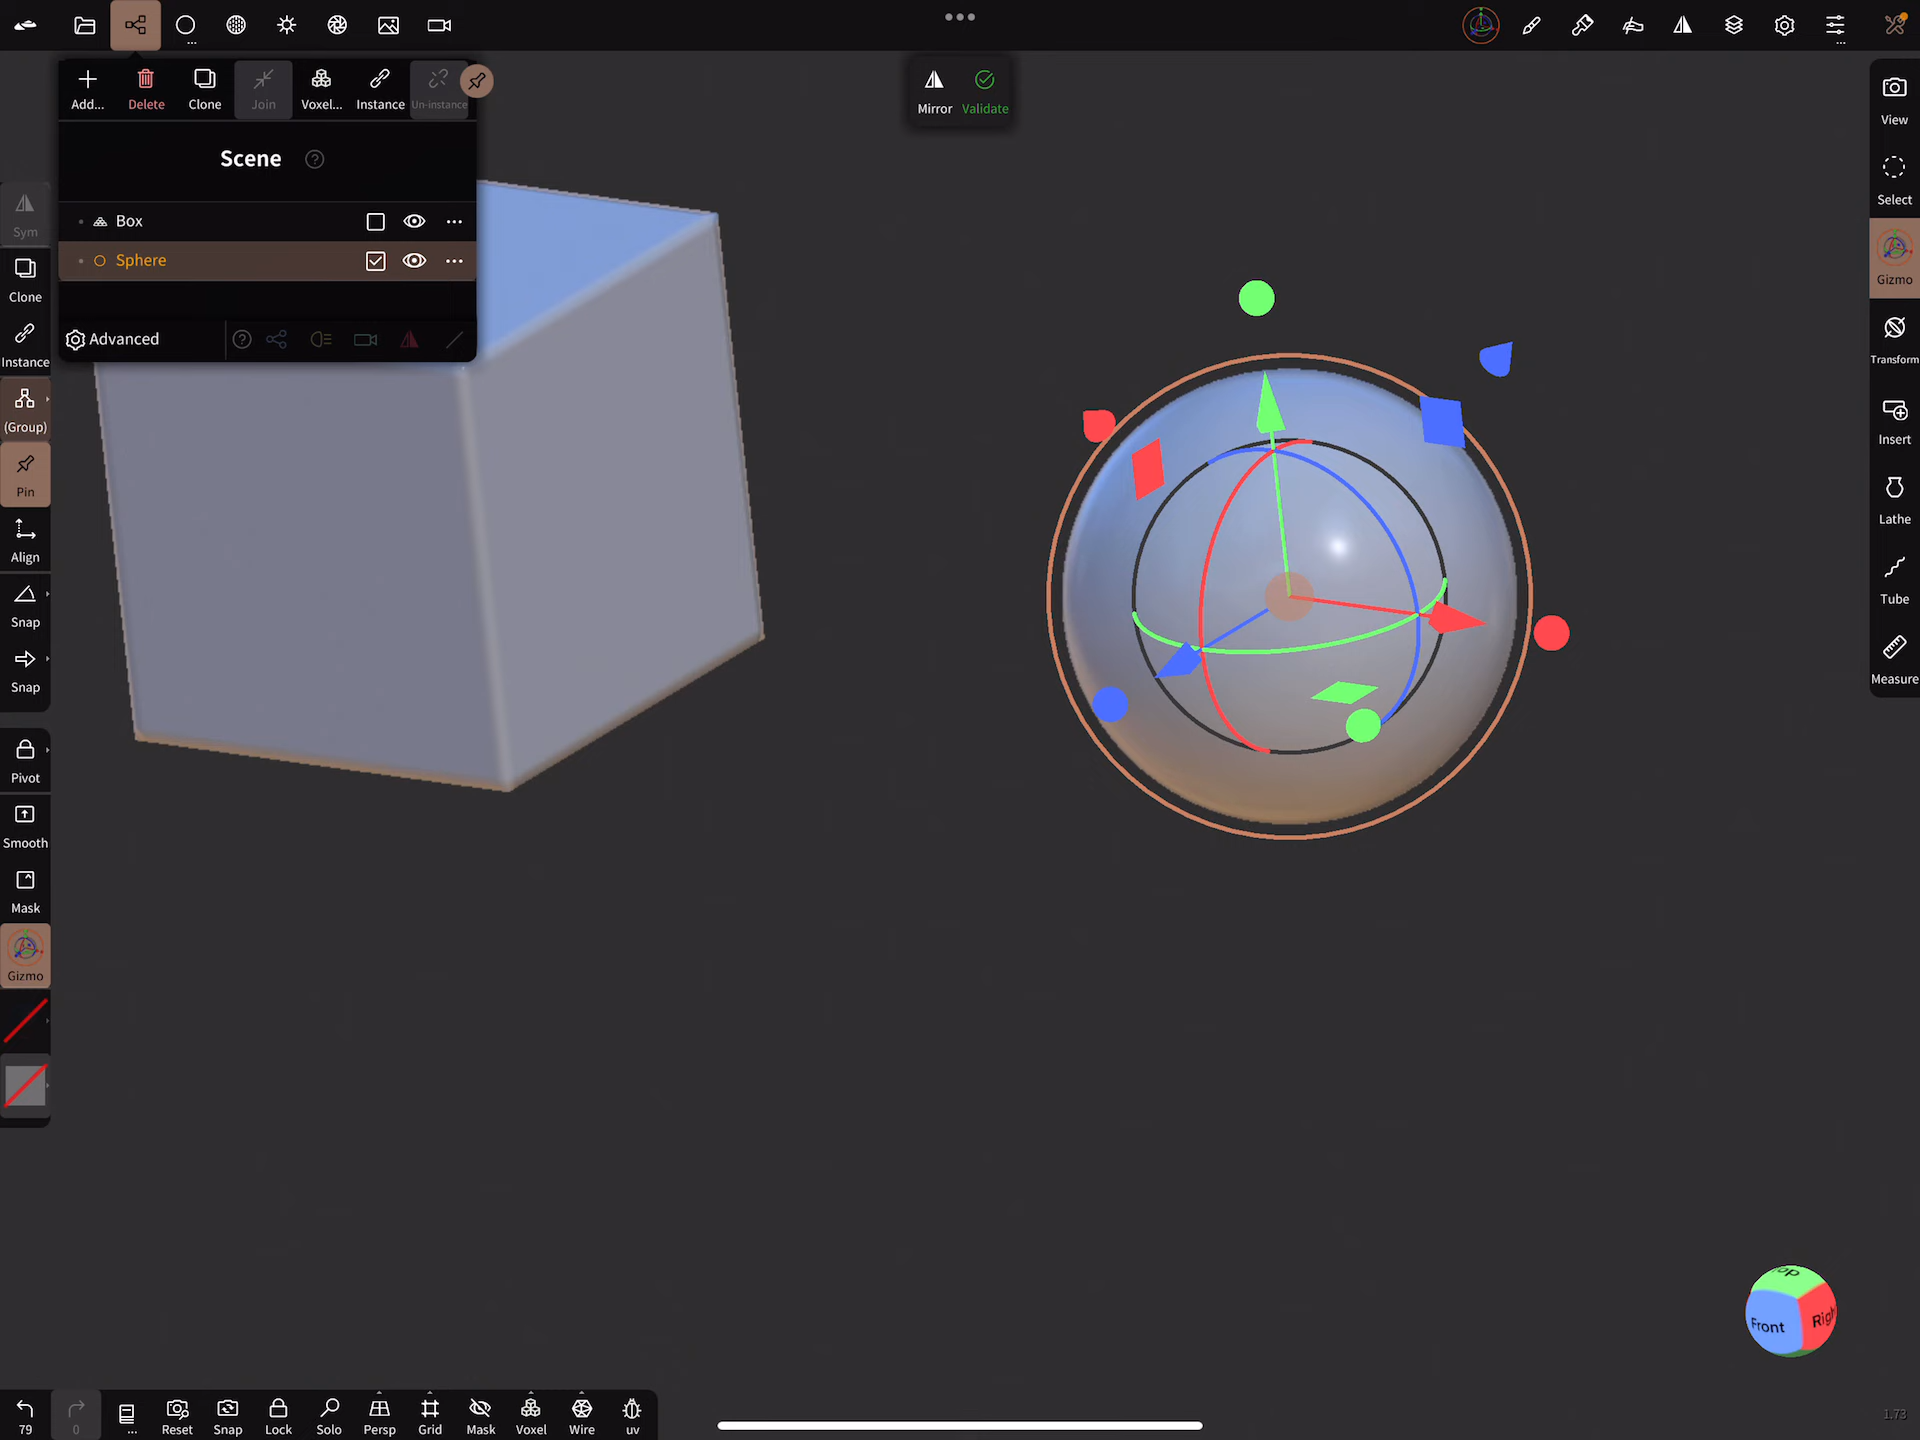 Add...
Delete
Clone
Join
Voxel...
Instance
Un-instance
Scene
Box
Sphere
Advanced
Mirror
Validate
Sym
Clone
Instance
(Group)
Pin
Align
Snap
Snap
Pivot
Smooth
Mask
Gizmo
View
Select
Gizmo
Transform
Insert
Lathe
Tube
Measure
Front
Righ
79
0
...
Reset
Snap
Lock
Solo
Persp
Grid
Mask
Voxel
Wire
uv
1.73